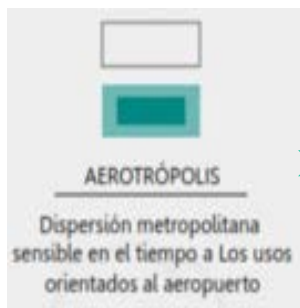 AEROTRÓPOLIS
Dispersión metropolitana
sensible en el tiempo a Los usos
orientados al aeropuerto